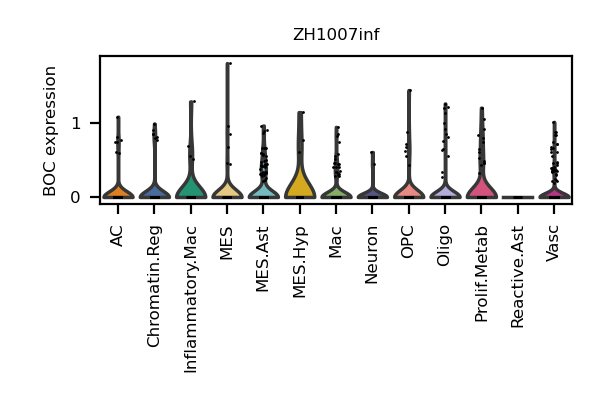 ZH1007inf
BOC expression
1
0
AC
Chromatin.Reg
Inflammatory.Mac
MES
MES.Ast
MES.Hyp
Mac
Neuron
OPC
Oligo
Prolif.Metab
Reactive.Ast
Vasc